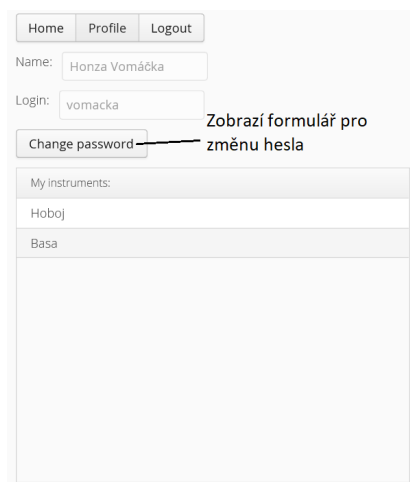 Home Profile Logout
Name: Honza Vomáčka
Login: vomacka
Zobrazí formulář pro
změnu hesla
Change password
My instruments:
Hoboj
Basa